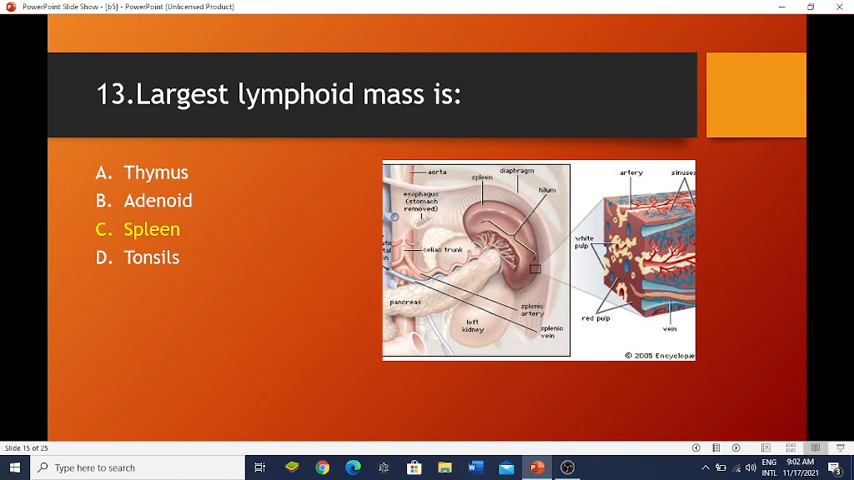 PowerPoint Slide Show - [b5] - PowerPoint (Unlicensed Product)
13.Largest lymphoid mass is:
A. Thymus
B. Adenoid
C. Spleen
D. Tonsils
aorta
spleen
diaphragm
esophagus
(stomach
removed)
hilum
celiac trunk
pancreas
left
kidney
splenic
artery
splenic
vein
artery
sinuses
white
pulp
red pulp
vein
© 2005 Encyclopæ
Slide 15 of 25
Type here to search
ENG
INTL
9:02 AM
11/17/2021
3